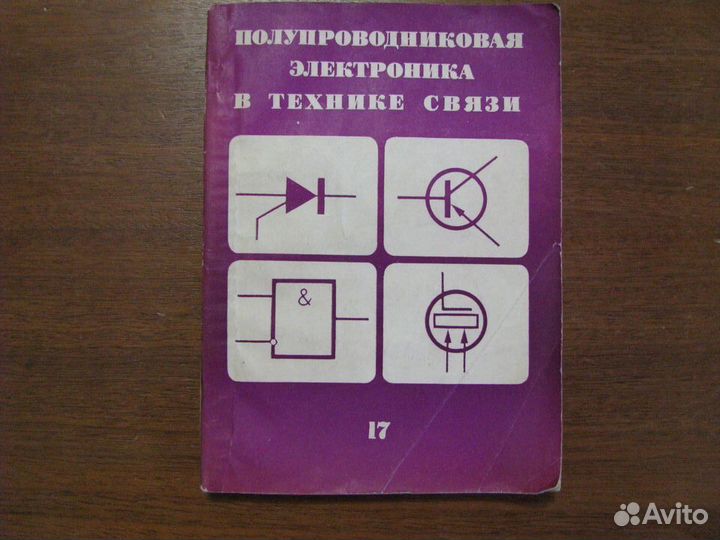 ПОЛУПРОВОДНИКОВАЯ
ЭЛЕКТРОНИКА
В ТЕХНИКЕ СВЯЗИ
&
17
Avito